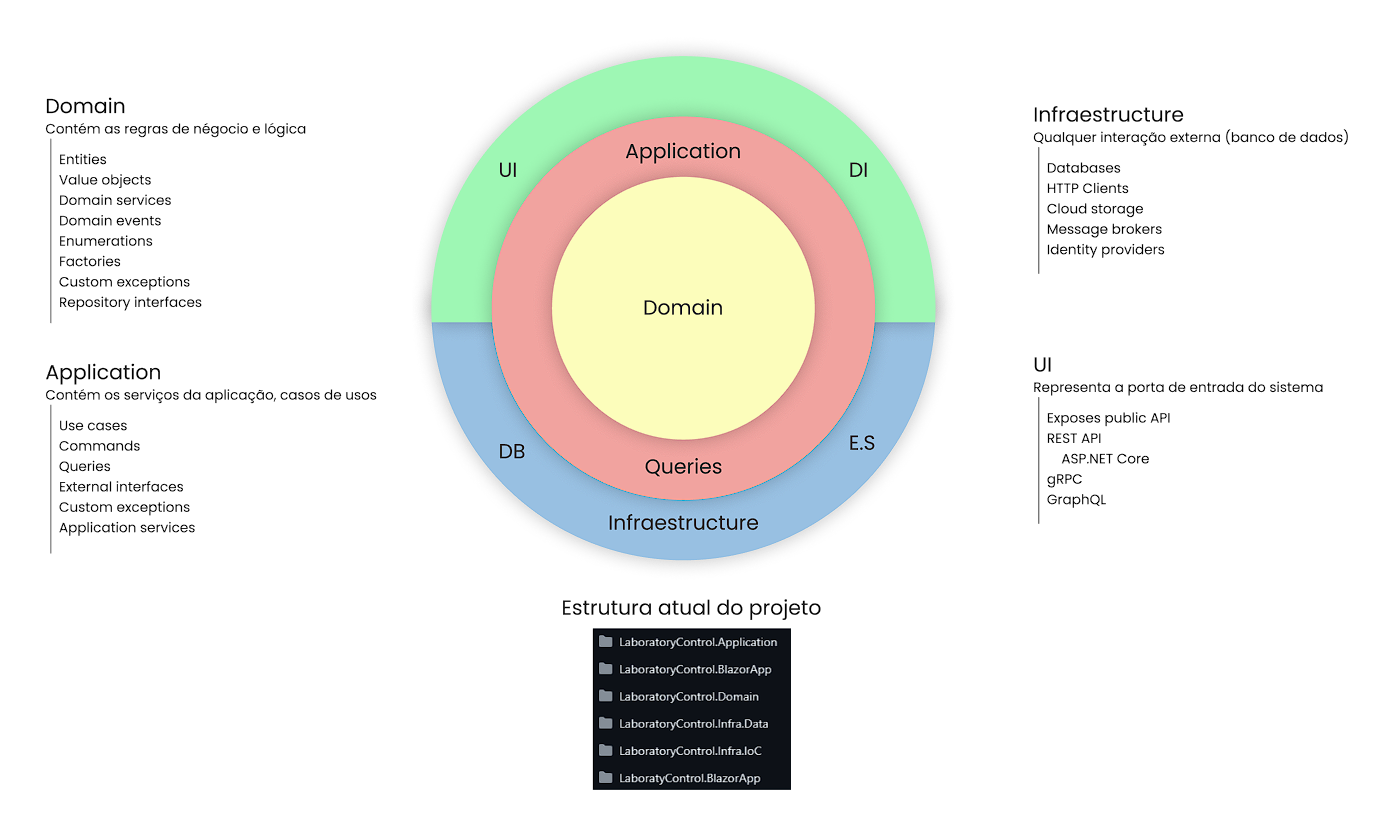 Domain
Contém as regras de négocio e lógica
Entities
Value objects
Domain services
Domain events
Enumerations
Factories
Custom exceptions
Repository interfaces
Application
Contém os serviços da aplicação, casos de usos
Use cases
Commands
Queries
External interfaces
Custom exceptions
Application services
Application
UI
DI
Domain
DB
E.S
Queries
Infraestructure
Infraestructure
Qualquer interação externa (banco de dados)
Databases
HTTP Clients
Cloud storage
Message brokers
Identity providers
UI
Representa a porta de entrada do sistema
Exposes public API
REST API
ASP.NET Core
gRPC
GraphQL
Estrutura atual do projeto
LaboratoryControl.Application
LaboratoryControl.BlazorApp
LaboratoryControl.Domain
LaboratoryControl.Infra.Data
LaboratoryControl.Infra.IoC
LaboratyControl.BlazorApp